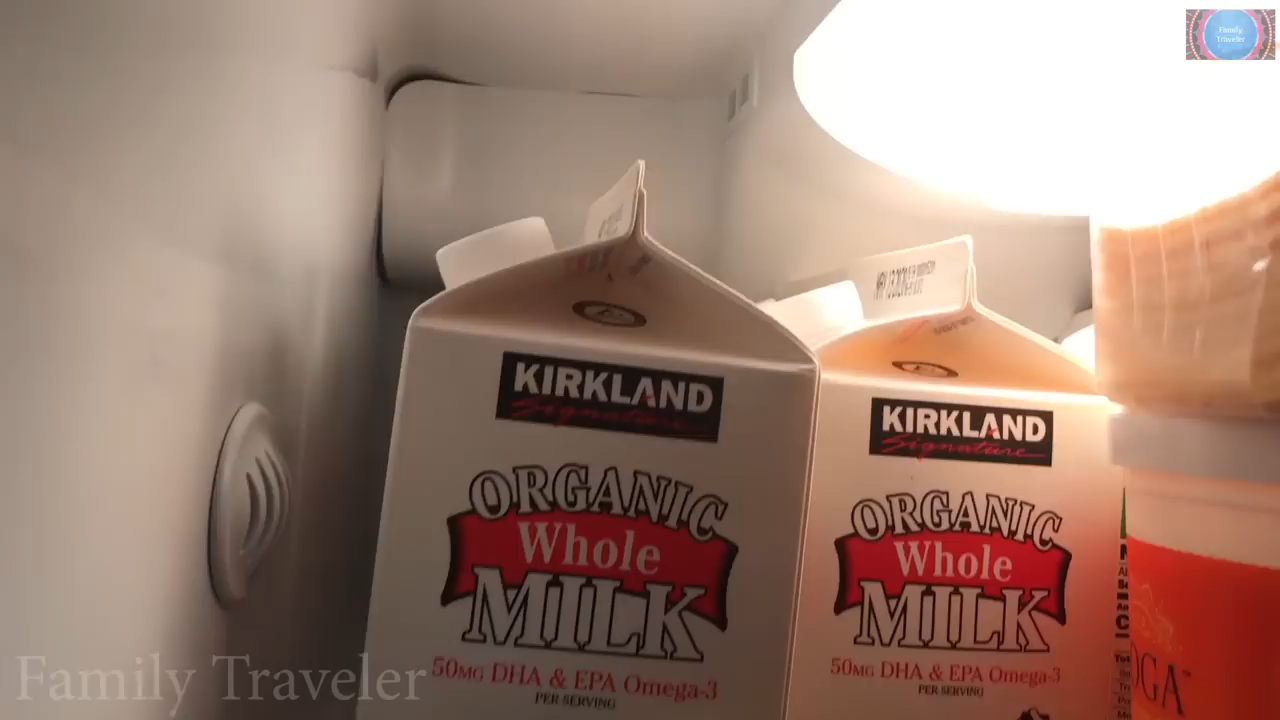 Family
Traveler
KIRKLAND
Signature
ORGANIC
Whole
MILK
50MG DHA & EPA Omega-3
PER SERVING
KIRKLAND
Signature
ORGANIC
Whole
MILK
50MG DHA & EPA Omega-3
PER SERVING
OGA™
Family Traveler